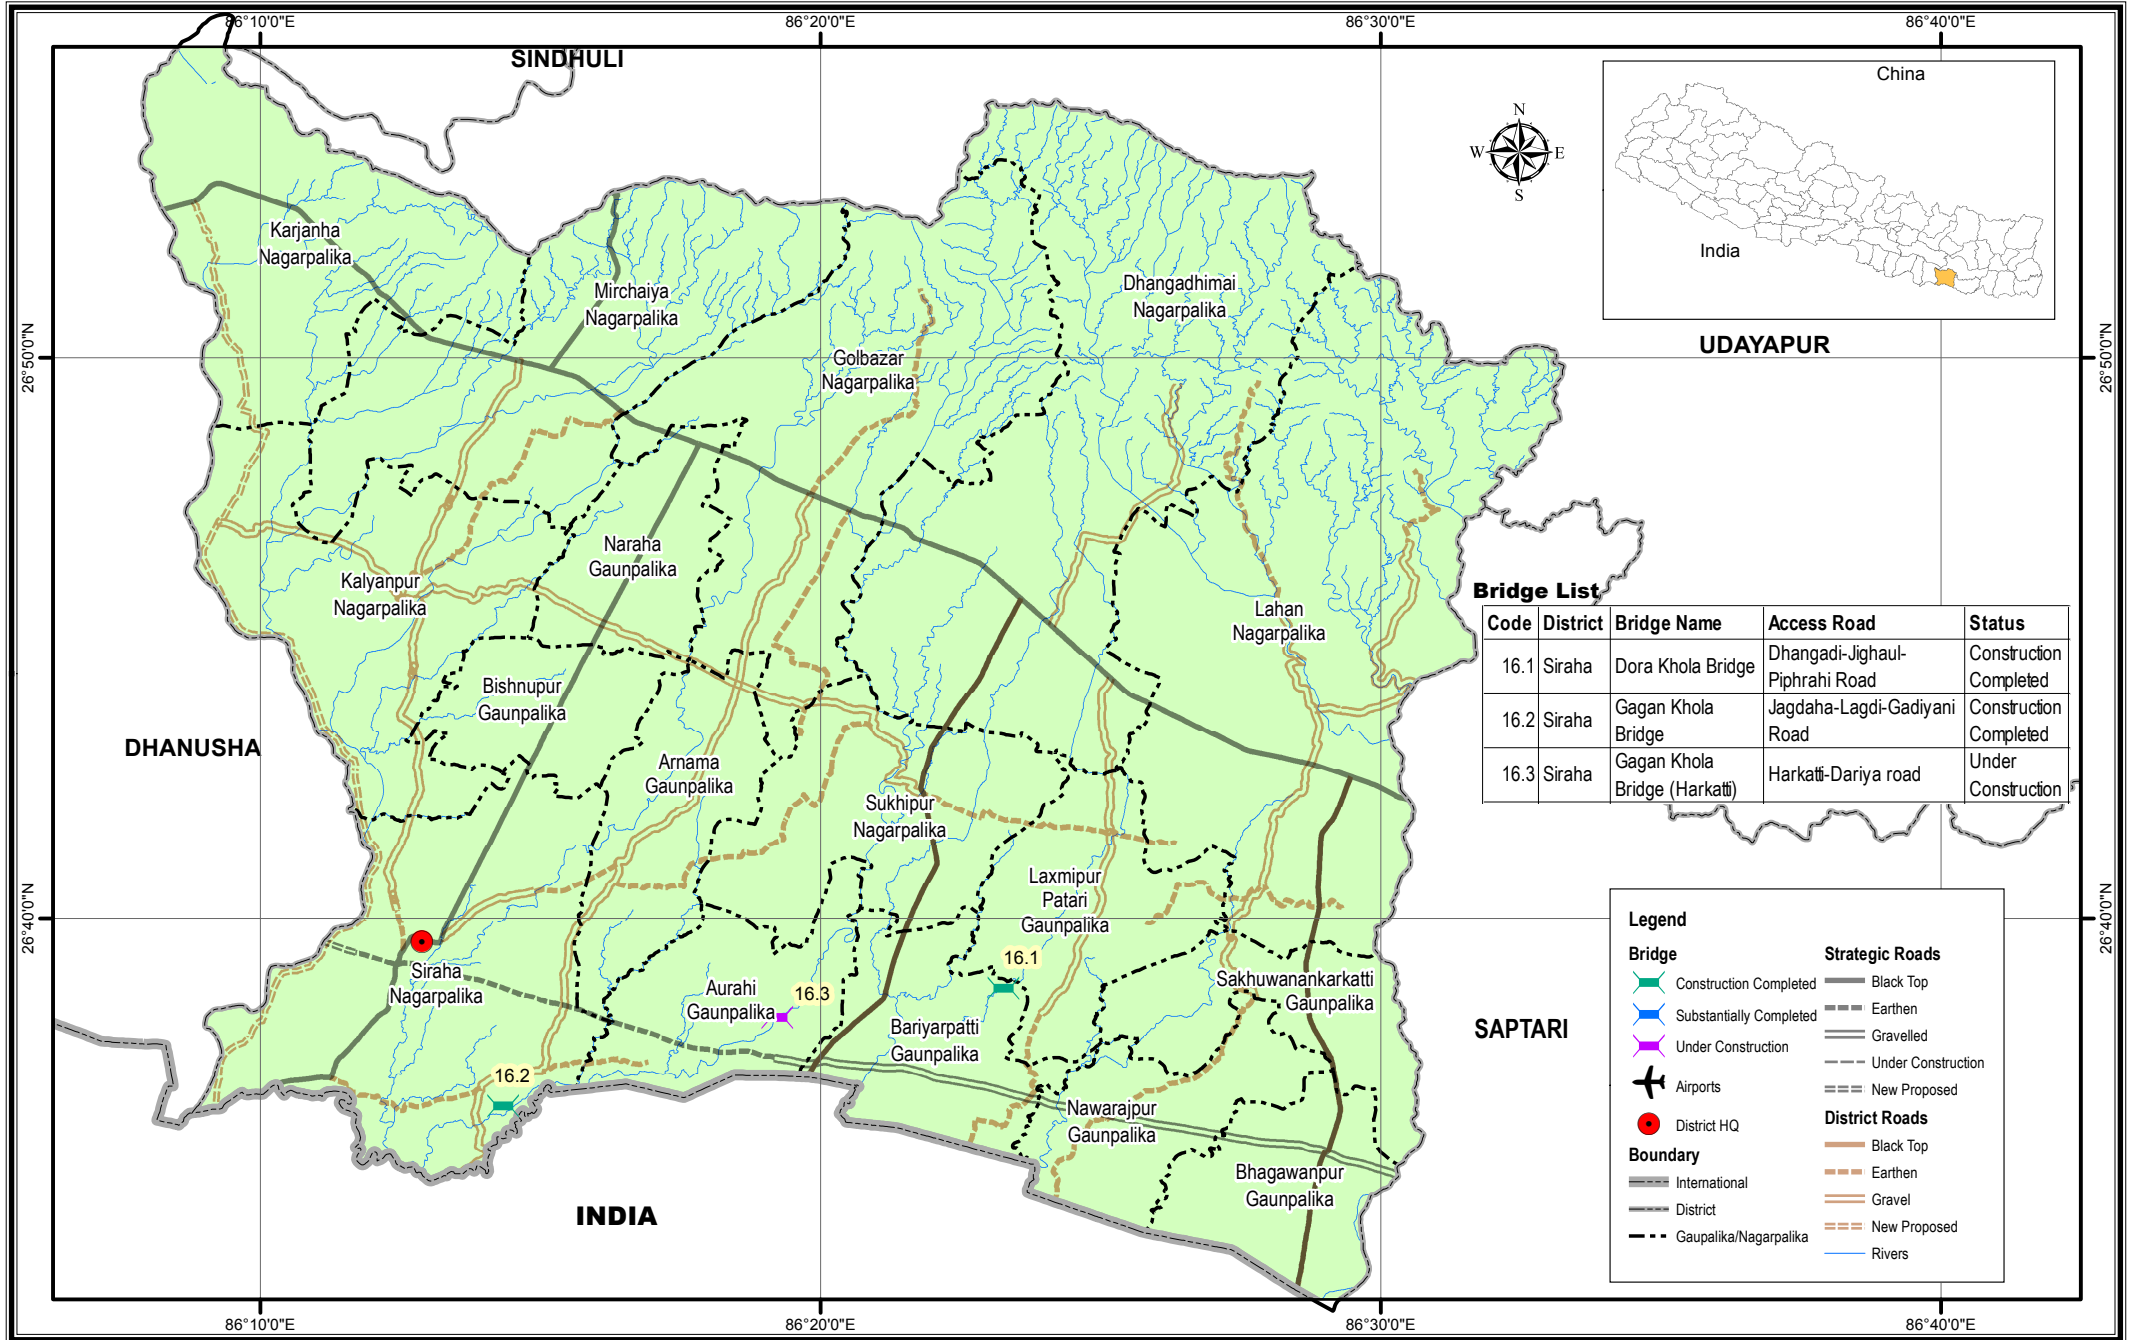 86°10'0"E
86°20'0"E
86°30'0"E
86°40'0"E
SINDHULI
China
India
N
W
E
S
Karjanha
Nagarpalika
Mirchaiya
Nagarpalika
Dhangadhimai
Nagarpalika
Golbazar
Nagarpalika
UDAYAPUR
26°50'0"N
26°50'0"N
Naraha
Gaunpalika
Kalyanpur
Nagarpalika
Lahan
Nagarpalika
Bishnupur
Gaunpalika
DHANUSHA
Arnama
Gaunpalika
Sukhipur
Nagarpalika
Laxmipur
Patari
Gaunpalika
Bridge List
Code District Bridge Name Access Road Status
16.1 Siraha Dora Khola Bridge Dhangadi-Jighaul- Construction
Piphrahi Road Completed
16.2 Siraha Gagan Khola Jagdaha-Lagdi-Gadiyani Construction
Bridge Road Completed
16.3 Siraha Gagan Khola Harkatti-Dariya road Under
Bridge (Harkatti) Construction
26°40'0"N
26°40'0"N
Siraha
Nagarpalika
Aurahi
Gaunpalika
16.3
16.1
Sakhuwanankarkatti
Gaunpalika
Bariyarpatti
Gaunpalika
SAPTARI
16.2
Nawarajpur
Gaunpalika
Bhagawanpur
Gaunpalika
INDIA
Legend
Bridge
Construction Completed
Substantially Completed
Under Construction
Airports
District HQ
Boundary
International
District
Gaupalika/Nagarpalika
Strategic Roads
Black Top
Earthen
Gravelled
Under Construction
New Proposed
District Roads
Black Top
Earthen
Gravel
New Proposed
Rivers
86°10'0"E
86°20'0"E
86°30'0"E
86°40'0"E